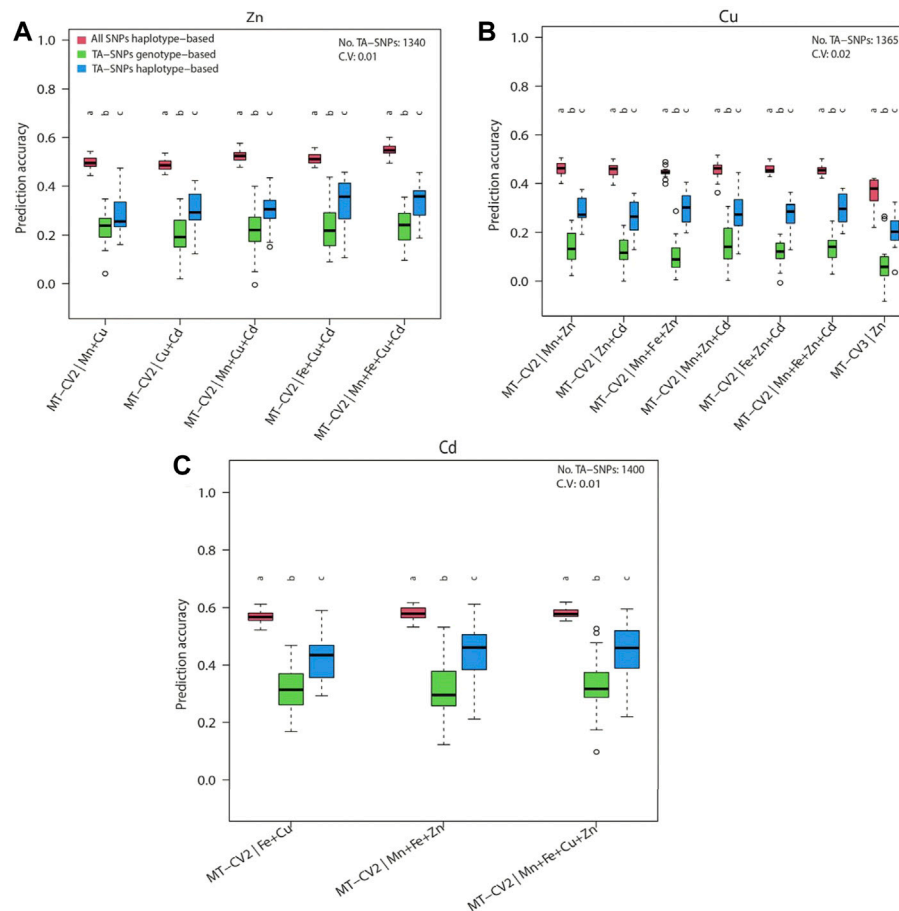 A
Zn
All SNPs haplotype-based
TA-SNPs genotype-based
TA-SNPs haplotype-based
No. TA-SNPs: 1340
C.V: 0.01
Prediction accuracy
1.0
0.8
0.6
0.4
0.2
0.0
a b c a b c a b c a b c a b c
MT-CV2 | Mn+Cu
MT-CV2 | Cu+Cd
MT-CV2 | Mn+Cu+Cd
MT-CV2 | Fe+Cu+Cd
MT-CV2 | Mn+Fe+Cu+Cd
B
Cu
No. TA-SNPs: 1365
C.V: 0.02
Prediction accuracy
1.0
0.8
0.6
0.4
0.2
0.0
a b c a b c a b c a b c a b c a b c a b c
MT-CV2 | Mn+Zn
MT-CV2 | Zn+Cd
MT-CV2 | Mn+Fe+Zn
MT-CV2 | Mn+Zn+Cd
MT-CV2 | Fe+Zn+Cd
MT-CV2 | Mn+Fe+Zn+Cd
MT-CV3 | Zn
C
Cd
No. TA-SNPs: 1400
C.V: 0.01
Prediction accuracy
1.0
0.8
0.6
0.4
0.2
0.0
a b c a b c a b c
MT-CV2 | Fe+Cu
MT-CV2 | Mn+Fe+Zn
MT-CV2 | Mn+Fe+Cu+Zn